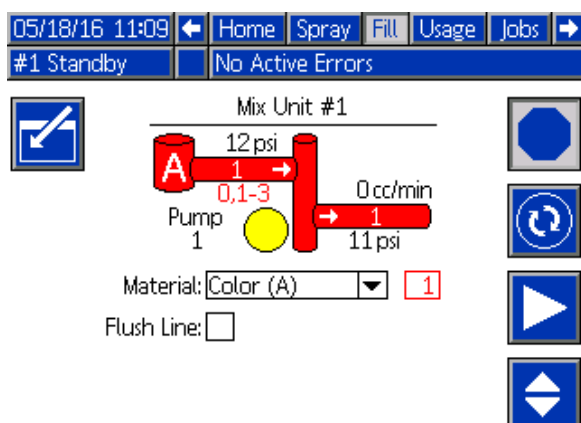 05/18/16 11:09 Home Spray Fill Usage Jobs
#1 Standby No Active Errors
Mix Unit #1
12 psi
A 1
0,1-3
0 cc/min
Pump
1
1
11 psi
Material: Color (A) 1
Flush Line: